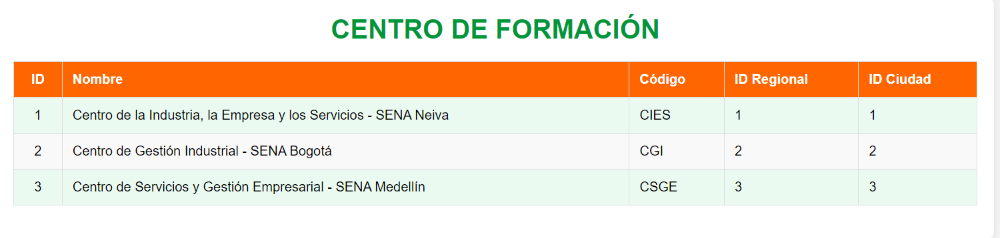 CENTRO DE FORMACIÓN
ID Nombre Código ID Regional ID Ciudad
1 Centro de la Industria, la Empresa y los Servicios - SENA Neiva CIES 1 1
2 Centro de Gestión Industrial - SENA Bogotá CGI 2 2
3 Centro de Servicios y Gestión Empresarial - SENA Medellín CSGE 3 3